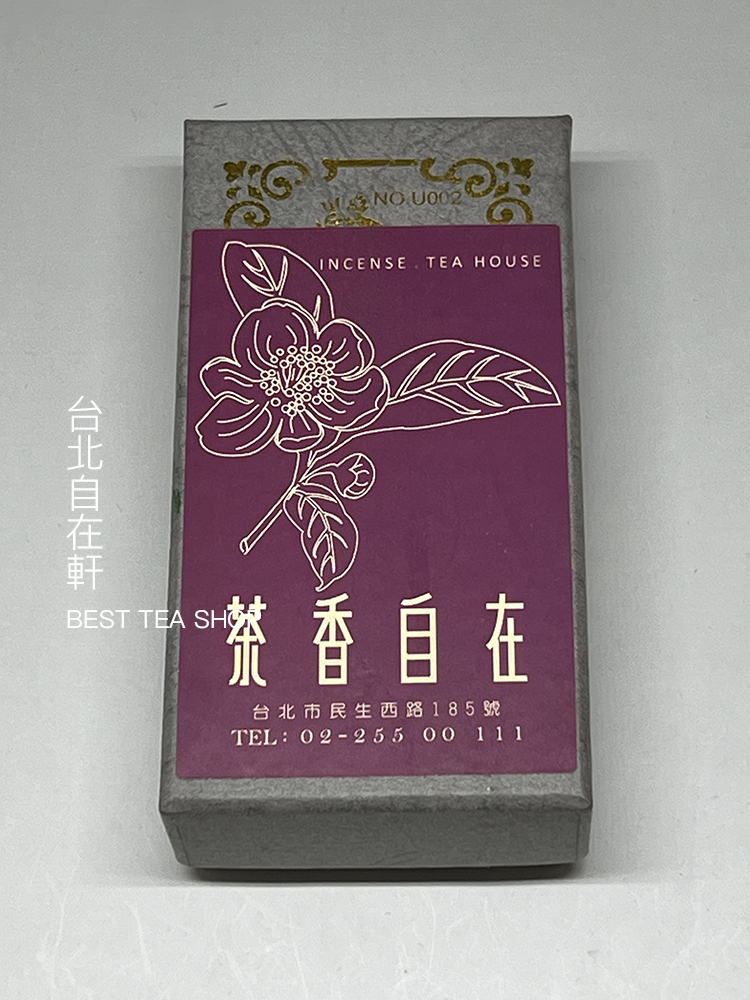 NO.U002
INCENSE . TEA HOUSE
茶香自在
台北市民生西路185號
TEL: 02-255 00 111
台北自在軒
BEST TEA SHOP